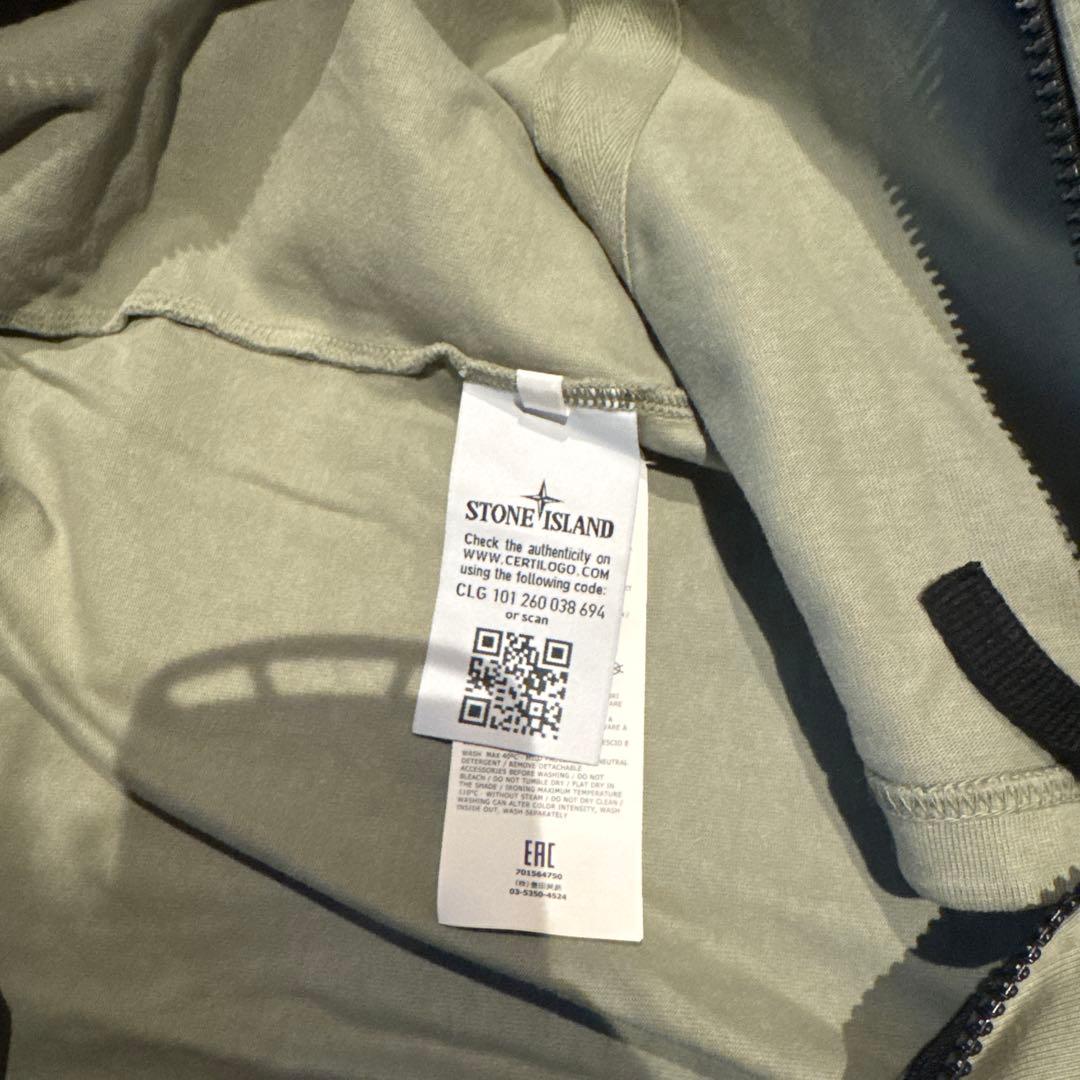 STONE ISLAND
Check the authenticity on
WWW.CERTILOGO.COM
using the following code:
CLG 101 260 038 694
or scan
WASH MAX 40°C - MILD NEUTRAL
DETERGENT / REMOVE DETACHABLE
ACCESSORIES BEFORE WASHING / DO NOT
BLEACH / DO NOT TUMBLE DRY / FLAT DRY IN
THE SHADE / IRONING MAXIMUM TEMPERATURE
110°C - WITHOUT STEAM / DO NOT DRY CLEAN /
WASHING CAN ALTER COLOR INTENSITY, WASH
INSIDE OUT, WASH SEPARATELY
EAC
701564750
03-5350-4524